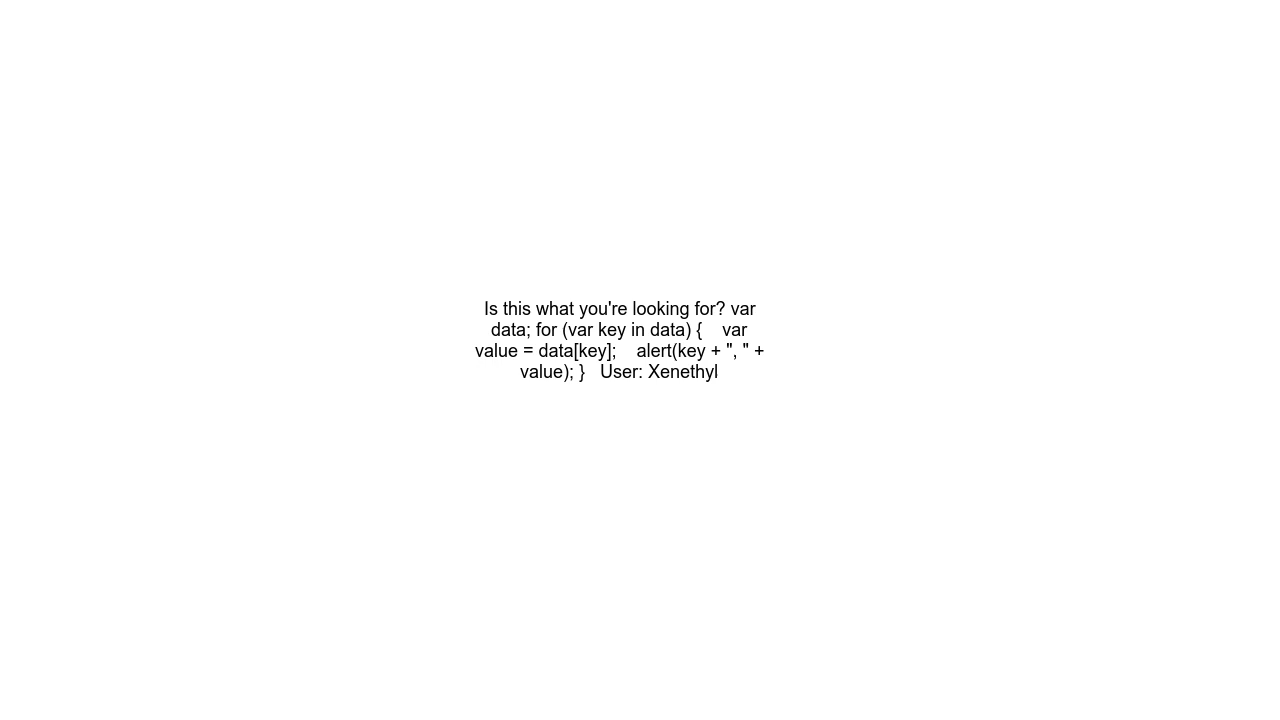 Is this what you're looking for? var
data; for (var key in data) {    var
value = data[key];    alert(key + ", " +
value); }   User: Xenethyl